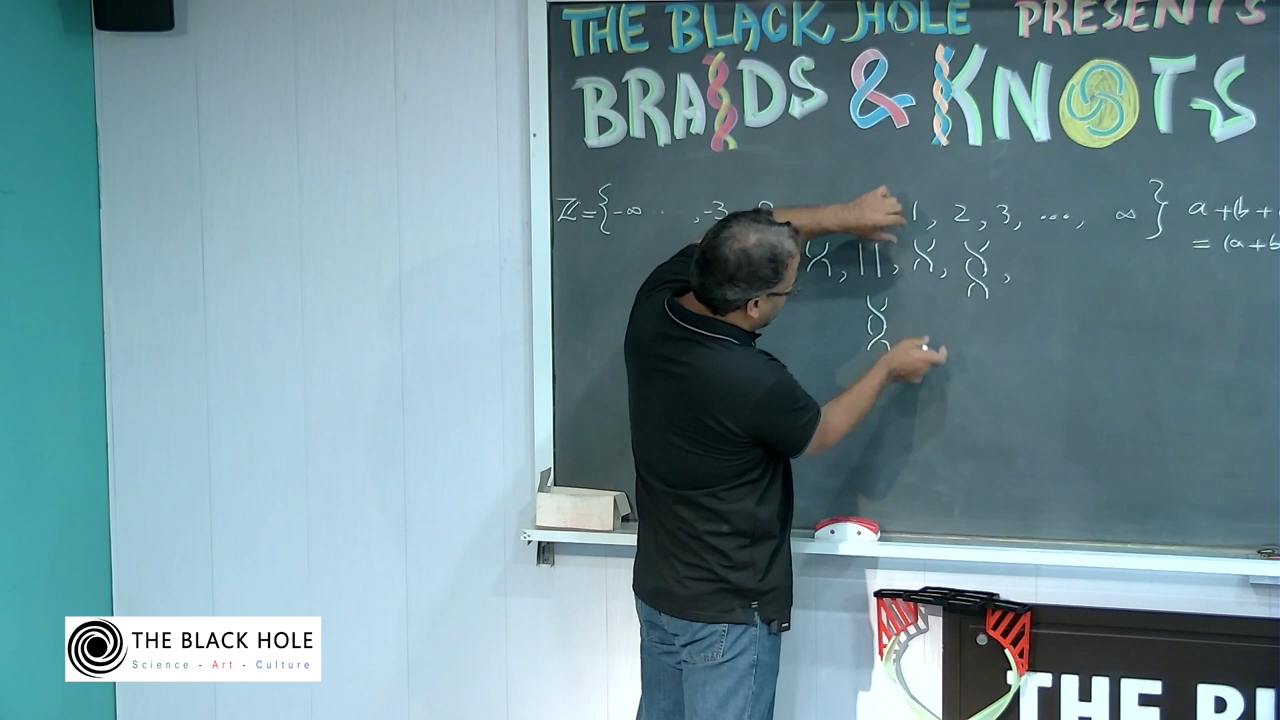 THE BLACK HOLE PRESENTS
BRAIDS & KNOTS
ℤ={-∞ ..,-3 1, 2, 3, ..., ∞} a+b+
= (a+b
THE BLACK HOLE
Science - Art - Culture
THE